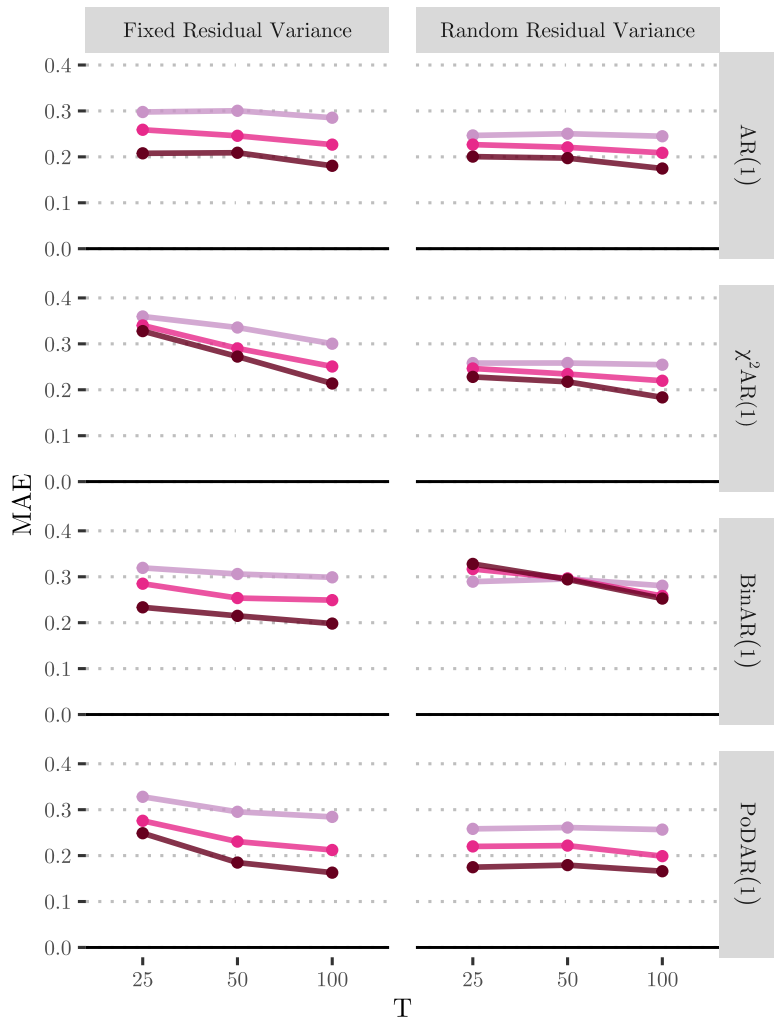 Fixed Residual Variance
Random Residual Variance
0.4
0.3
0.2
0.1
0.0
AR(1)
0.4
0.3
0.2
0.1
0.0
χ²AR(1)
0.4
0.3
0.2
0.1
0.0
BinAR(1)
0.4
0.3
0.2
0.1
0.0
PoDAR(1)
MAE
25 50 100
25 50 100
T